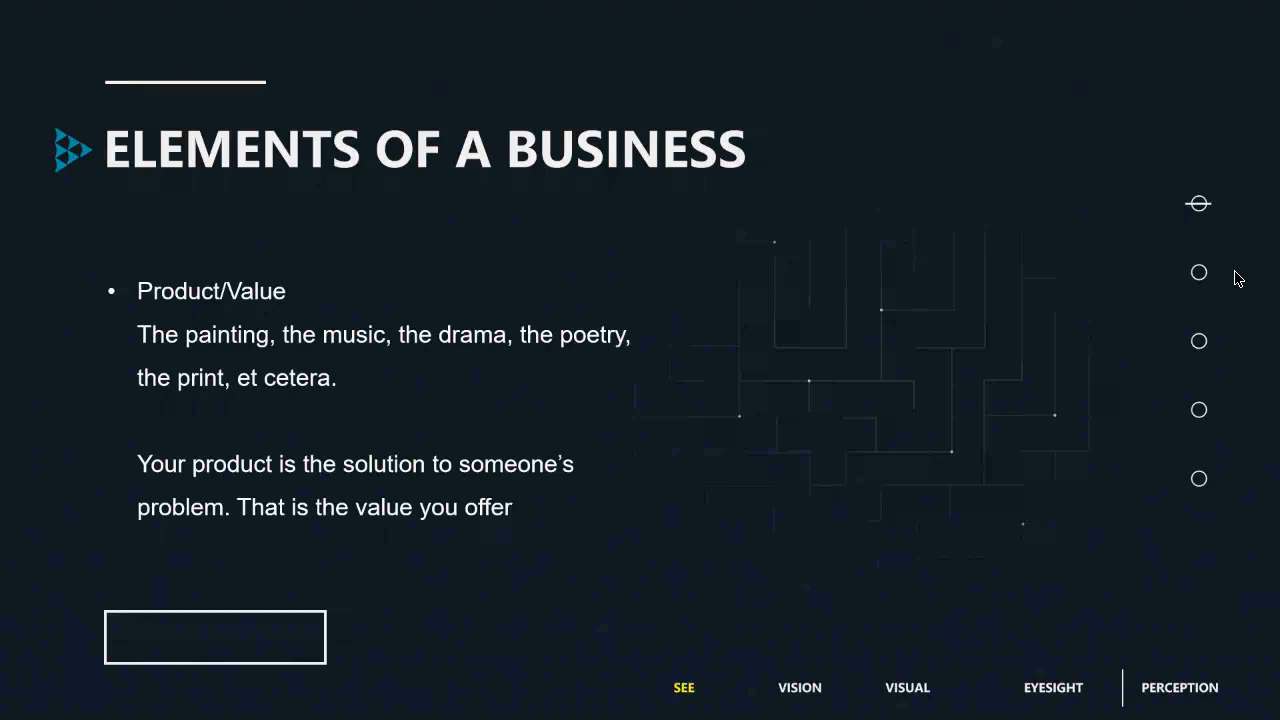 ELEMENTS OF A BUSINESS
• Product/Value
The painting, the music, the drama, the poetry,
the print, et cetera.
Your product is the solution to someone’s
problem. That is the value you offer
SEE VISION VISUAL EYESIGHT PERCEPTION